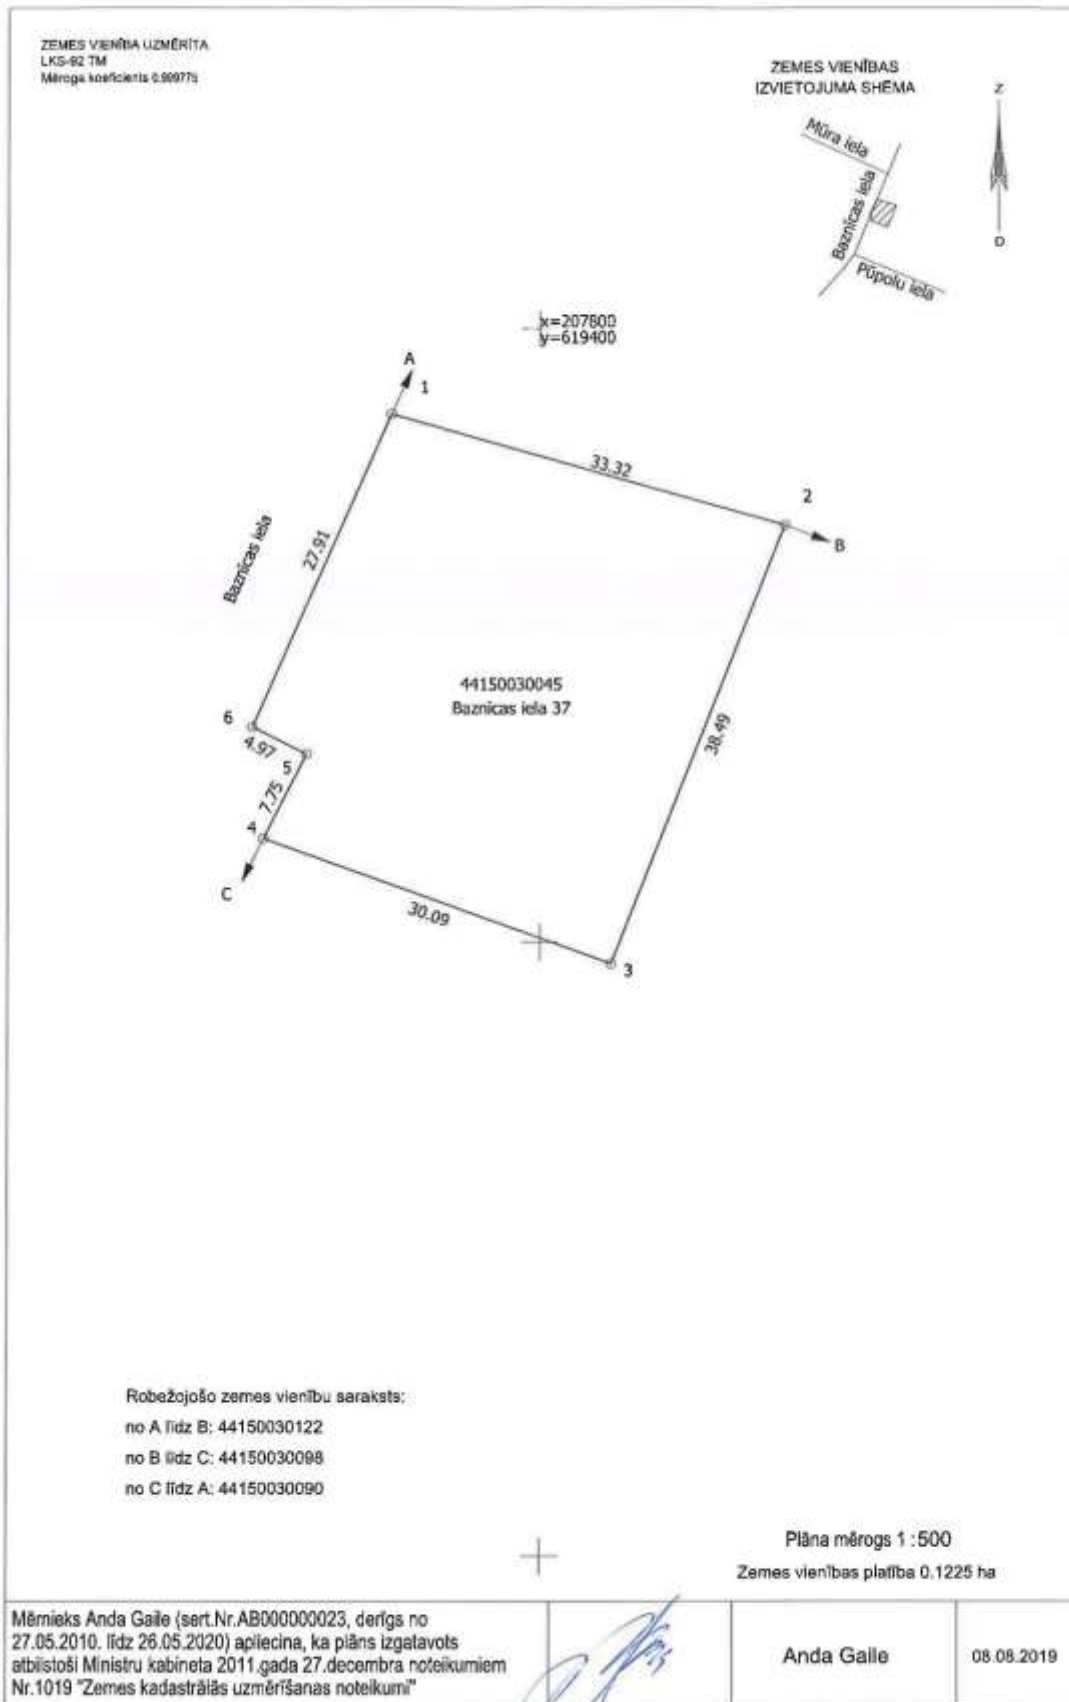 ZEMES VIENĪBA UZMĒRĪTA
LKS-92 TM
Mēroga koeficients 0.999775
ZEMES VIENĪBAS
IZVIETOJUMA SHĒMA
Z
Mūra iela
Baznīcas iela
Pūpolu iela
D
x=207800
y=619400
A
1
33.32
2
B
27.91
Baznīcas iela
44150030045
Baznīcas iela 37
38.49
6
4.97
5
7.75
4
C
30.09
3
Robežojošo zemes vienību saraksts:
no A līdz B: 44150030122
no B līdz C: 44150030098
no C līdz A: 44150030090
Plāna mērogs 1:500
Zemes vienības platība 0.1225 ha
Mērnieks Anda Gaile (sert.Nr.AB000000023, derīgs no
27.05.2010. līdz 26.05.2020) apliecina, ka plāns izgatavots
atbilstoši Ministru kabineta 2011.gada 27.decembra noteikumiem
Nr.1019 "Zemes kadastrālās uzmērīšanas noteikumi"
Anda Gaile
08.08.2019